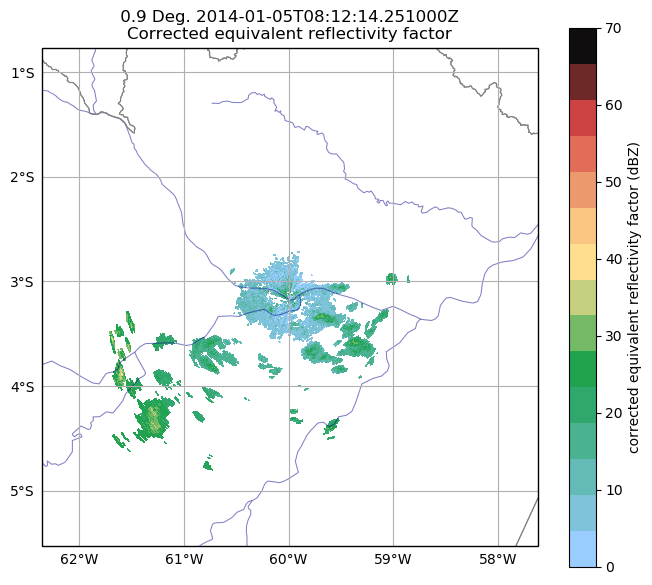 0.9 Deg. 2014-01-05T08:12:14.251000Z
Corrected equivalent reflectivity factor
1°S
2°S
3°S
4°S
5°S
62°W 61°W 60°W 59°W 58°W
70
60
50
40
30
20
10
0
corrected equivalent reflectivity factor (dBZ)